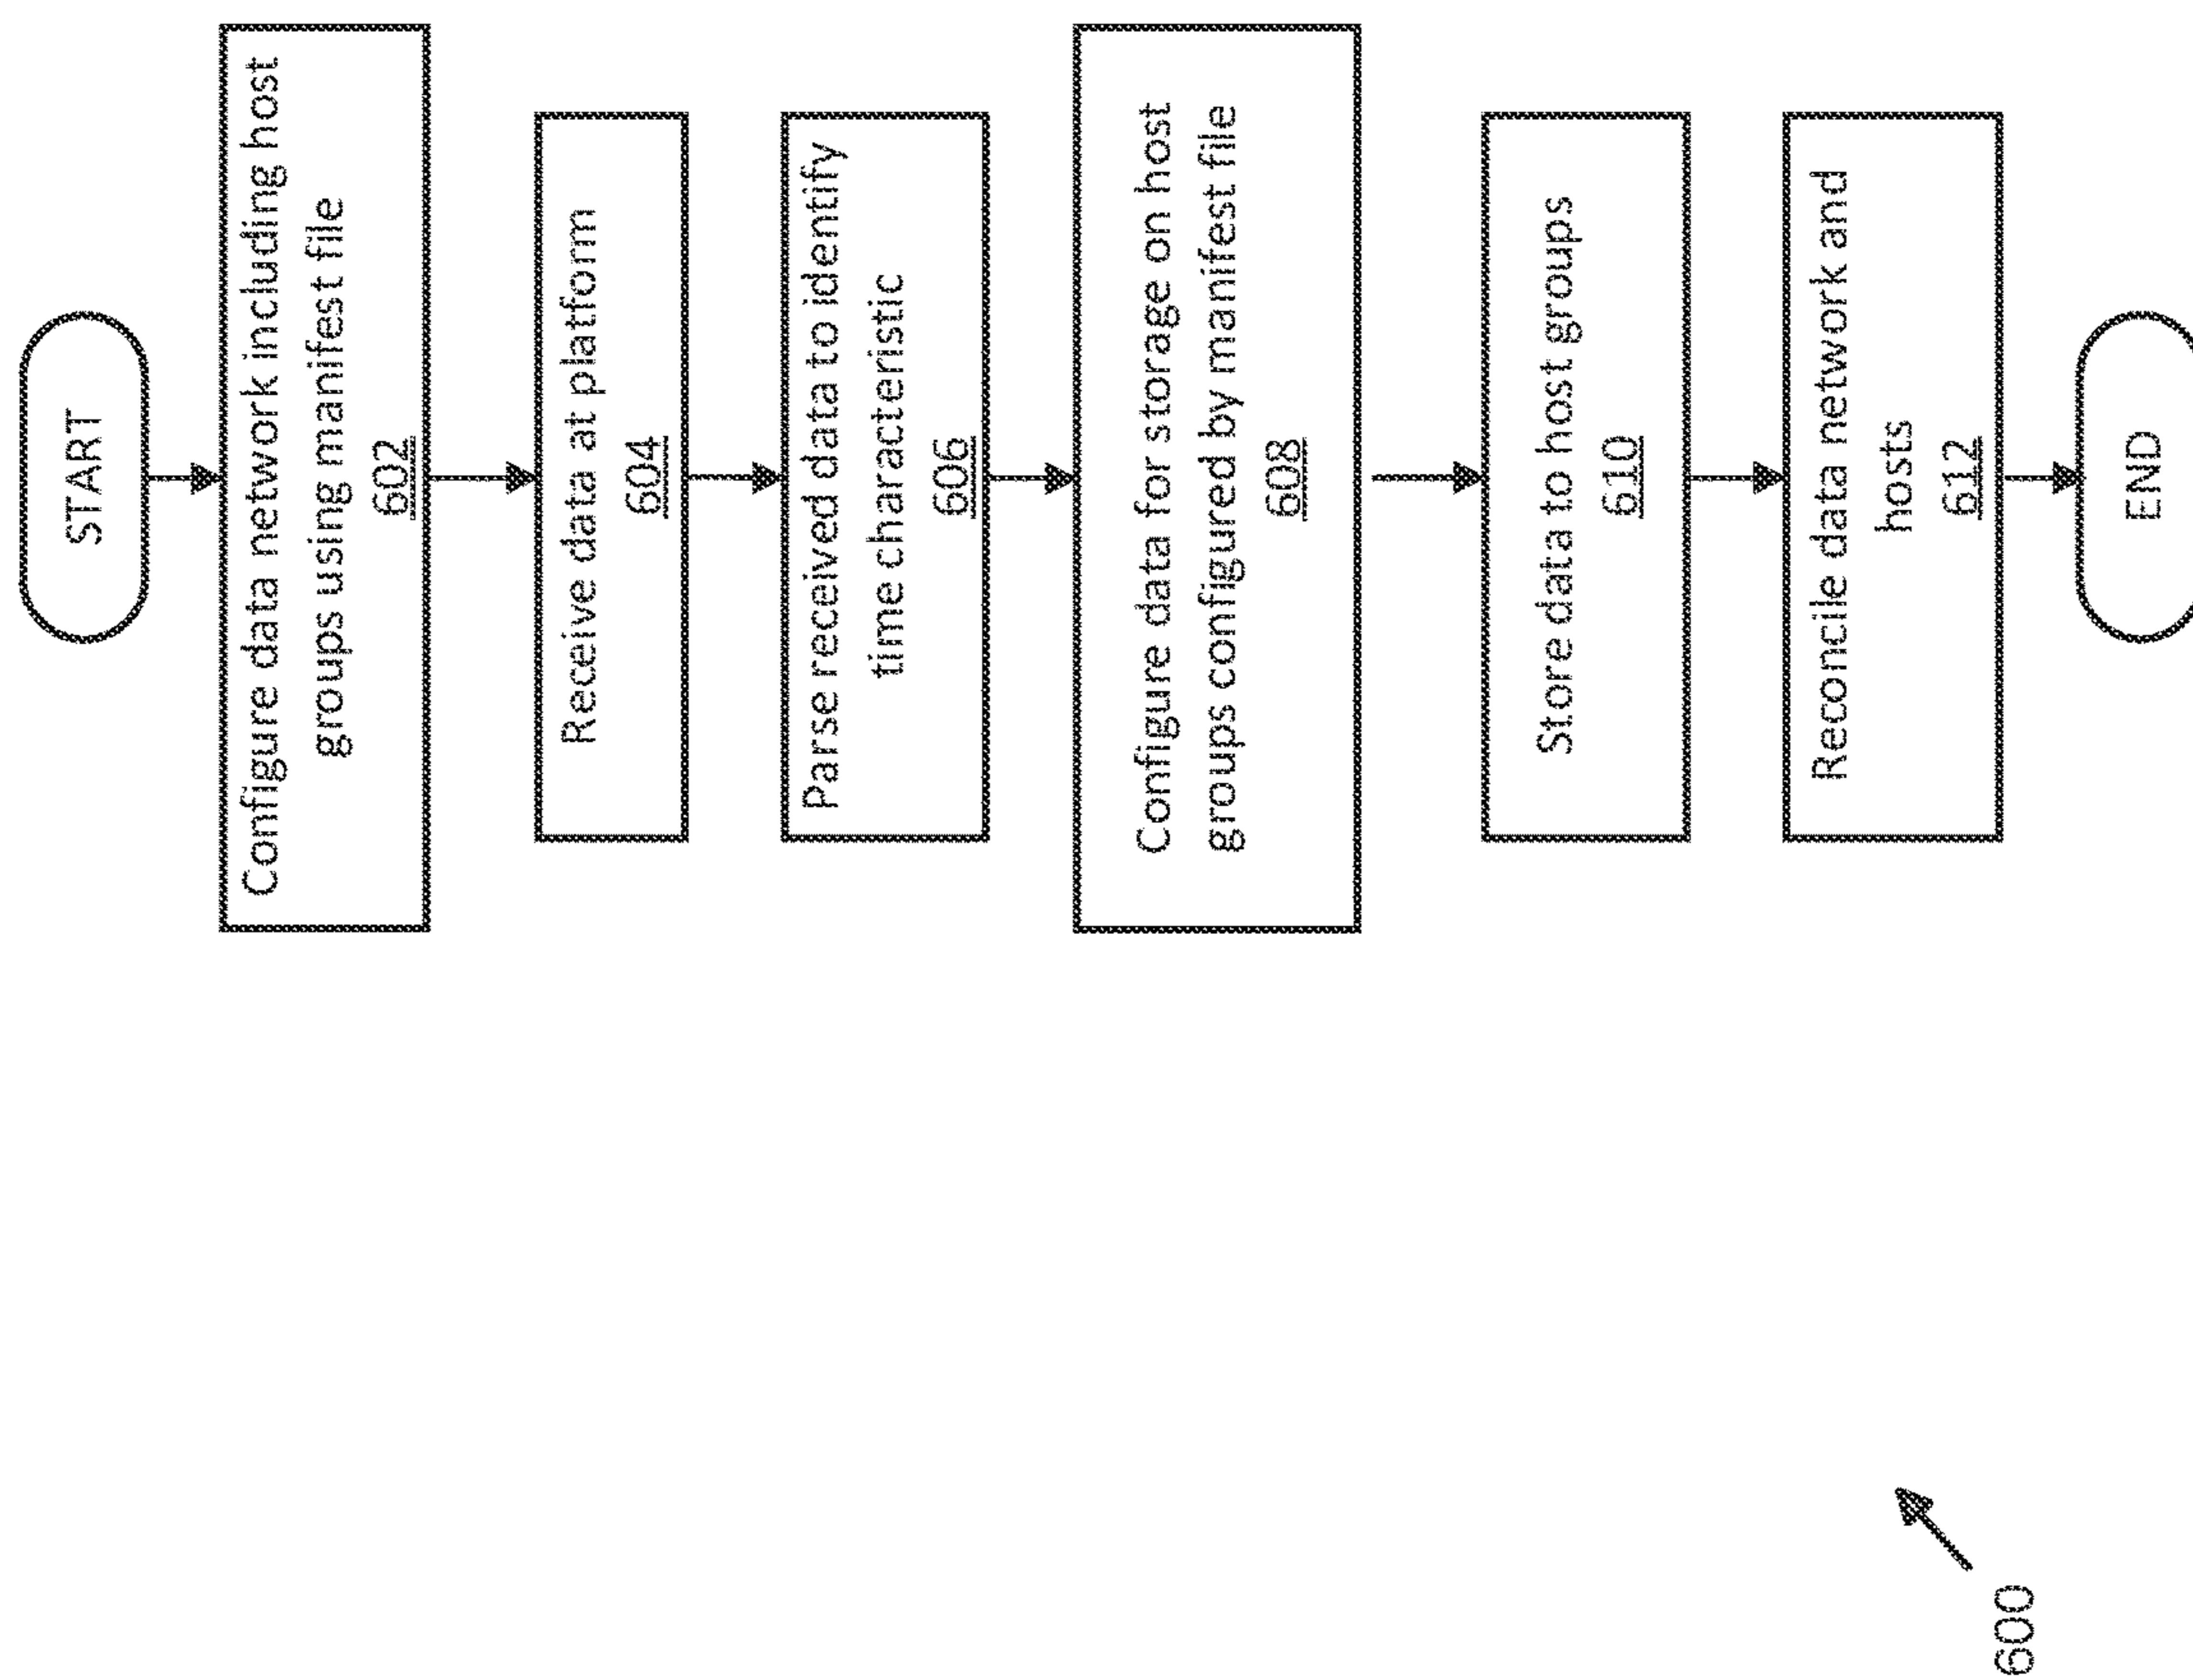 START
Configure data network including host
groups using manifest file
602
Receive data at platform
604
Parse received data to identify
time characteristic
606
Configure data for storage on host
groups configured by manifest file
608
Store data to host groups
610
Reconcile data network and
hosts
612
END
600